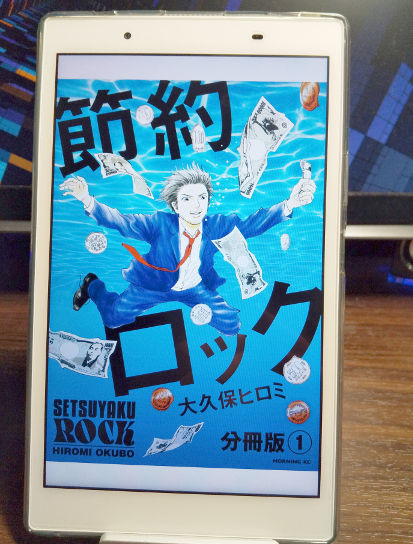 節約
ロック
大久保ヒロミ
SETSUYAKU
ROCK
HIROMI OKUBO
分冊版 1
MORNING KC